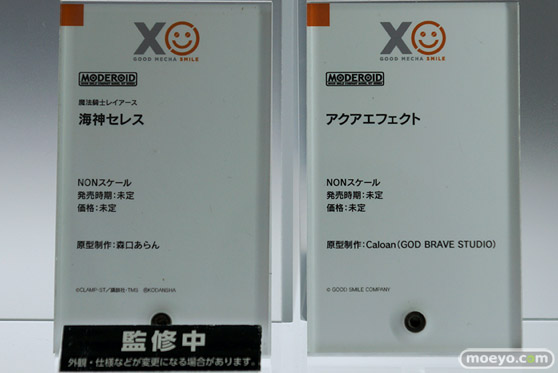 XO
GOOD MECHA SMILE
MODEROID
魔法騎士レイアース
海神セレス
NONスケール
発売時期：未定
価格：未定
原型制作：森口あらん
©CLAMP・ST／講談社・TMS ©KODANSHA
監修中
外観・仕様などが変更になる場合があります。
XO
GOOD MECHA SMILE
MODEROID
アクアエフェクト
NONスケール
発売時期：未定
価格：未定
原型制作：Caloan（GOD BRAVE STUDIO）
© GOOD SMILE COMPANY
moeyo.com